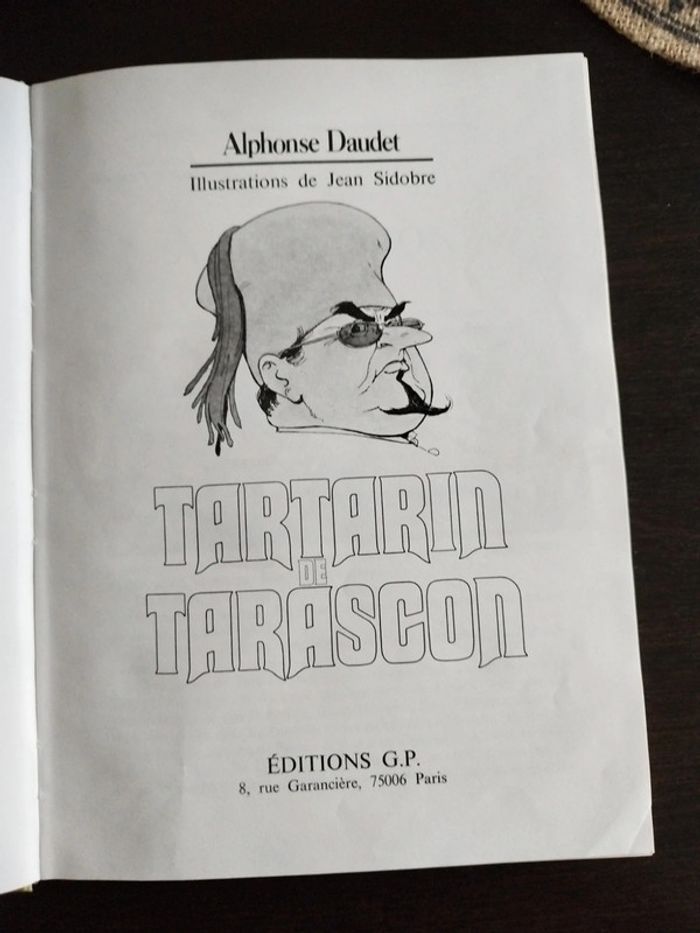 Alphonse Daudet
Illustrations de Jean Sidobre
TARTARIN
DE
TARASCON
ÉDITIONS G.P.
8, rue Garancière, 75006 Paris